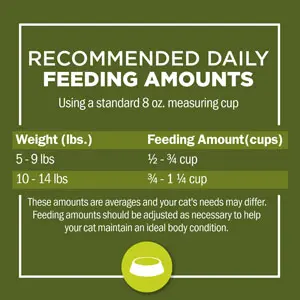 RECOMMENDED DAILY
FEEDING AMOUNTS
Using a standard 8 oz. measuring cup
Weight (lbs.) Feeding Amount(cups)
5 - 9 lbs ½ - ¾ cup
10 - 14 lbs ¾ - 1 ¼ cup
These amounts are averages and your cat's needs may differ.
Feeding amounts should be adjusted as necessary to help
your cat maintain an ideal body condition.